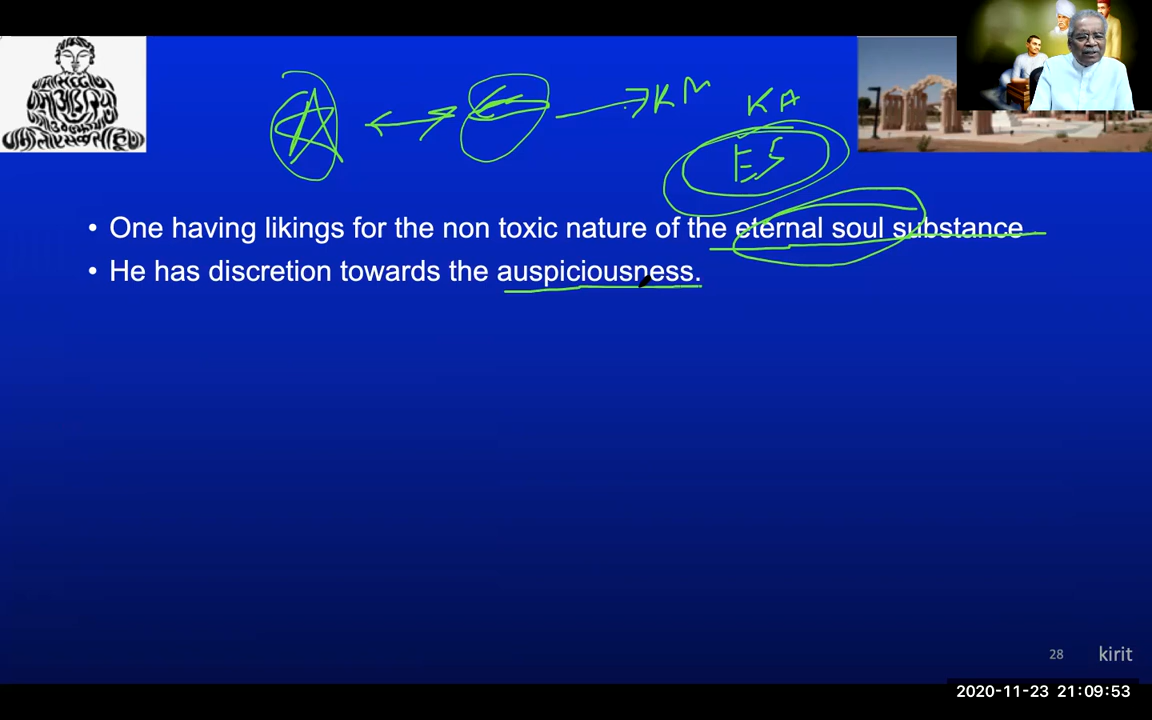 KM
KA
ES
• One having likings for the non toxic nature of the eternal soul substance
• He has discretion towards the auspiciousness.
28 kirit
2020-11-23 21:09:53